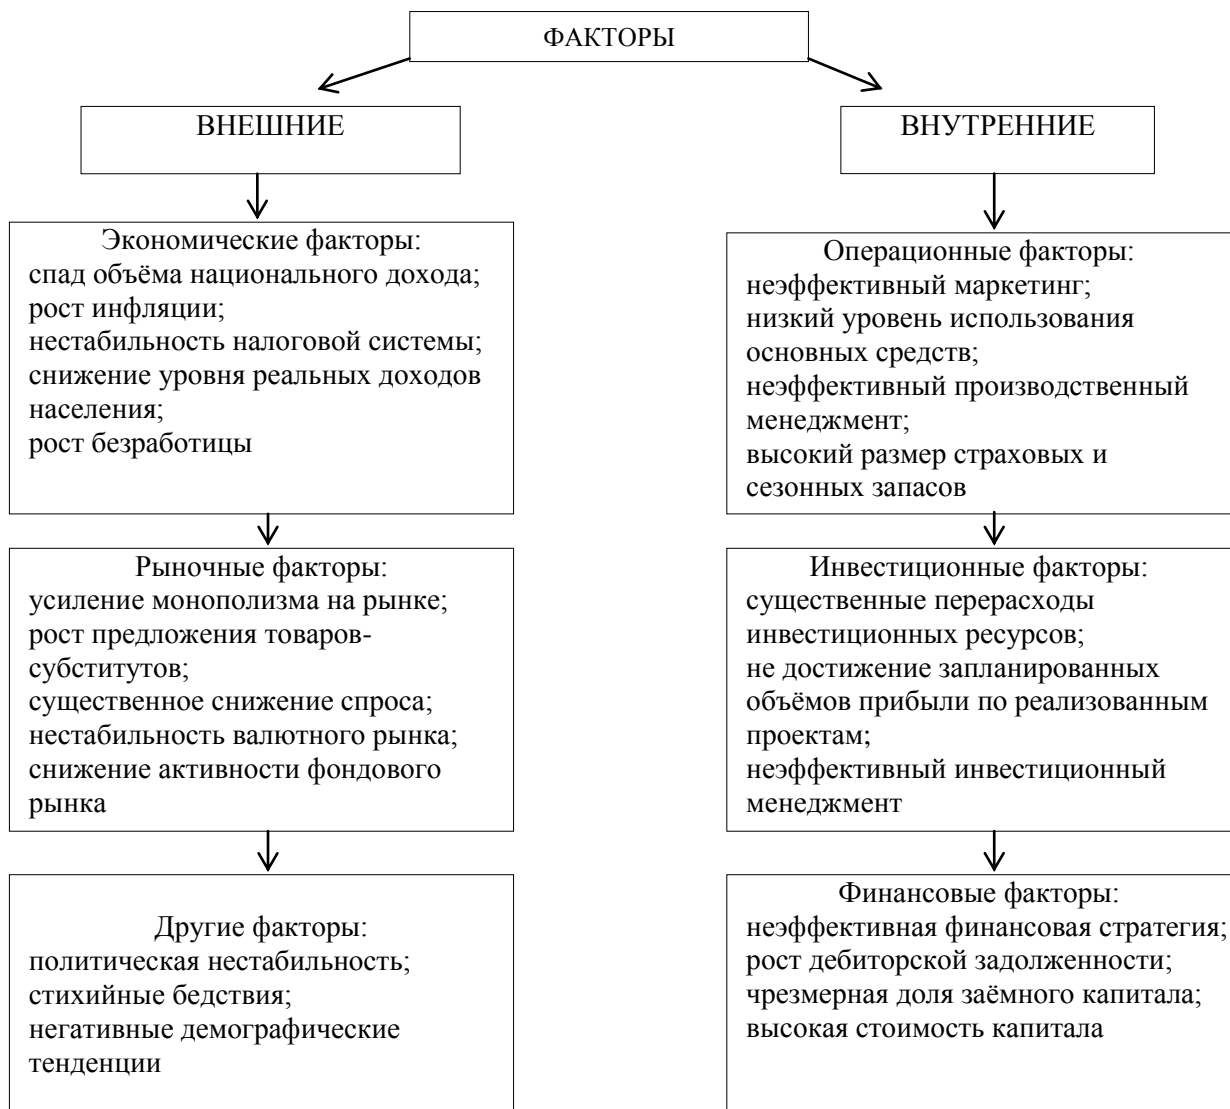 ФАКТОРЫ
ВНЕШНИЕ
ВНУТРЕННИЕ
Экономические факторы:
спад объёма национального дохода;
рост инфляции;
нестабильность налоговой системы;
снижение уровня реальных доходов
населения;
рост безработицы
Операционные факторы:
неэффективный маркетинг;
низкий уровень использования
основных средств;
неэффективный производственный
менеджмент;
высокий размер страховых и
сезонных запасов
Рыночные факторы:
усиление монополизма на рынке;
рост предложения товаров-
субститутов;
существенное снижение спроса;
нестабильность валютного рынка;
снижение активности фондового
рынка
Инвестиционные факторы:
существенные перерасходы
инвестиционных ресурсов;
не достижение запланированных
объёмов прибыли по реализованным
проектам;
неэффективный инвестиционный
менеджмент
Другие факторы:
политическая нестабильность;
стихийные бедствия;
негативные демографические
тенденции
Финансовые факторы:
неэффективная финансовая стратегия;
рост дебиторской задолженности;
чрезмерная доля заёмного капитала;
высокая стоимость капитала